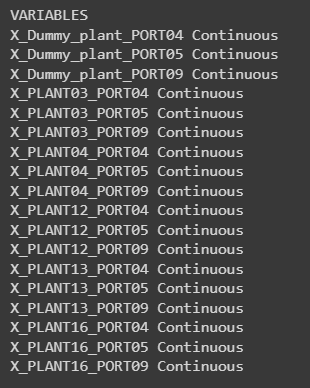 VARIABLES
X_Dummy_plant_PORT04 Continuous
X_Dummy_plant_PORT05 Continuous
X_Dummy_plant_PORT09 Continuous
X_PLANT03_PORT04 Continuous
X_PLANT03_PORT05 Continuous
X_PLANT03_PORT09 Continuous
X_PLANT04_PORT04 Continuous
X_PLANT04_PORT05 Continuous
X_PLANT04_PORT09 Continuous
X_PLANT12_PORT04 Continuous
X_PLANT12_PORT05 Continuous
X_PLANT12_PORT09 Continuous
X_PLANT13_PORT04 Continuous
X_PLANT13_PORT05 Continuous
X_PLANT13_PORT09 Continuous
X_PLANT16_PORT04 Continuous
X_PLANT16_PORT05 Continuous
X_PLANT16_PORT09 Continuous